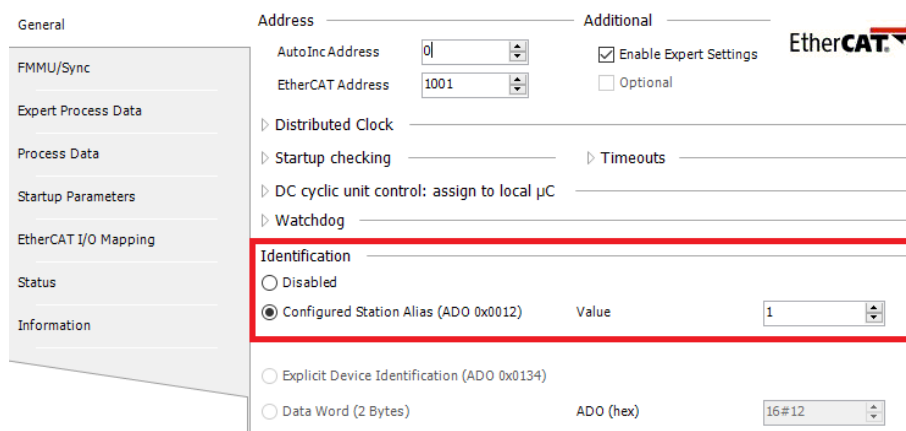 General
FMMU/Sync
Expert Process Data
Process Data
Startup Parameters
EtherCAT I/O Mapping
Status
Information
Address
AutoInc Address 0
EtherCAT Address 1001
Additional
Enable Expert Settings
Optional
EtherCAT.
Distributed Clock
Startup checking
Timeouts
DC cyclic unit control: assign to local µC
Watchdog
Identification
Disabled
Configured Station Alias (ADO 0x0012) Value 1
Explicit Device Identification (ADO 0x0134)
Data Word (2 Bytes) ADO (hex) 16#12